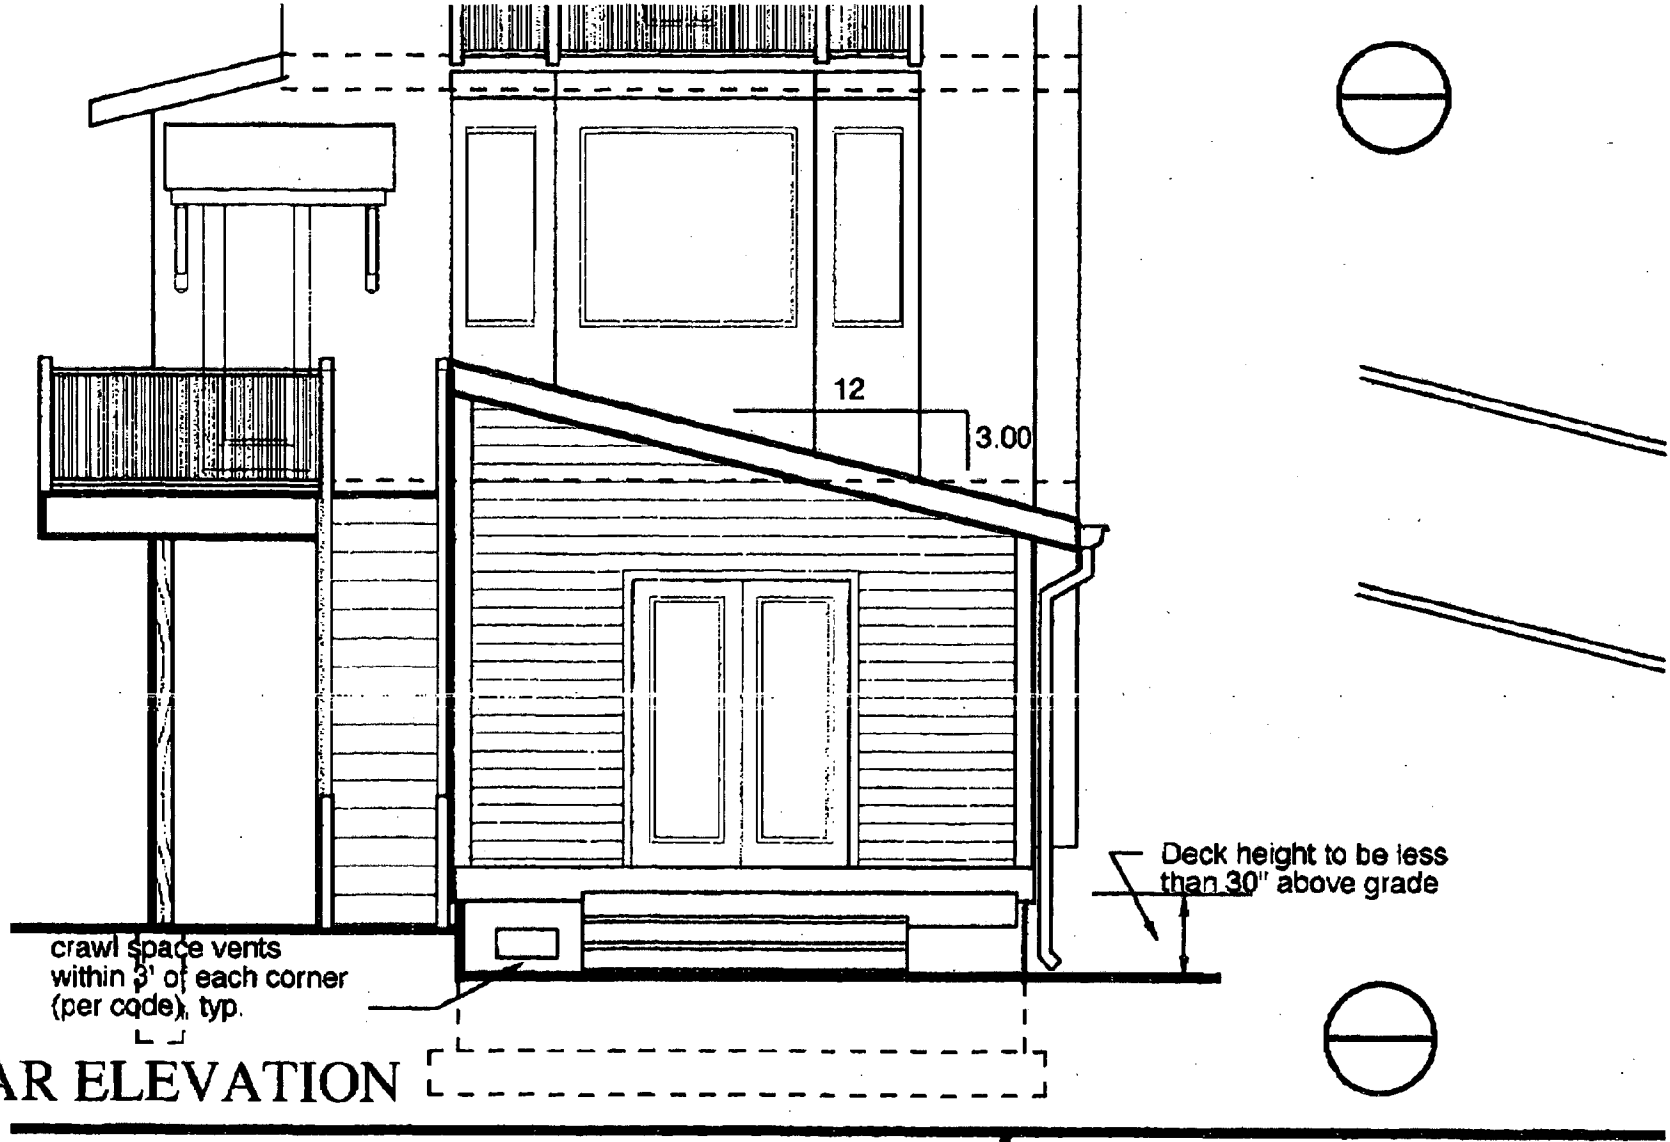 12
3.00
Deck height to be less
than 30" above grade
crawl space vents
within 3' of each corner
(per code), typ.
AR ELEVATION